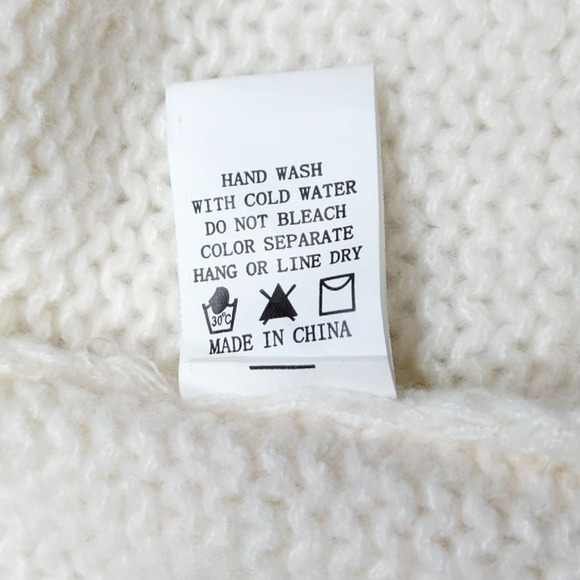 HAND WASH
WITH COLD WATER
DO NOT BLEACH
COLOR SEPARATE
HANG OR LINE DRY
30°C
MADE IN CHINA